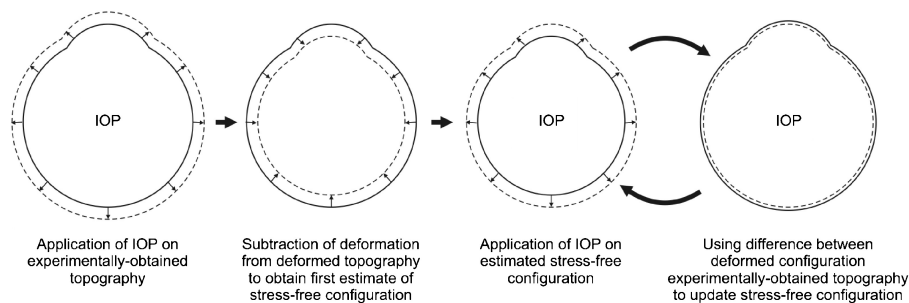 IOP
IOP
IOP
Application of IOP on
experimentally-obtained
topography
Subtraction of deformation
from deformed topography
to obtain first estimate of
stress-free configuration
Application of IOP on
estimated stress-free
configuration
Using difference between
deformed configuration
experimentally-obtained topography
to update stress-free configuration